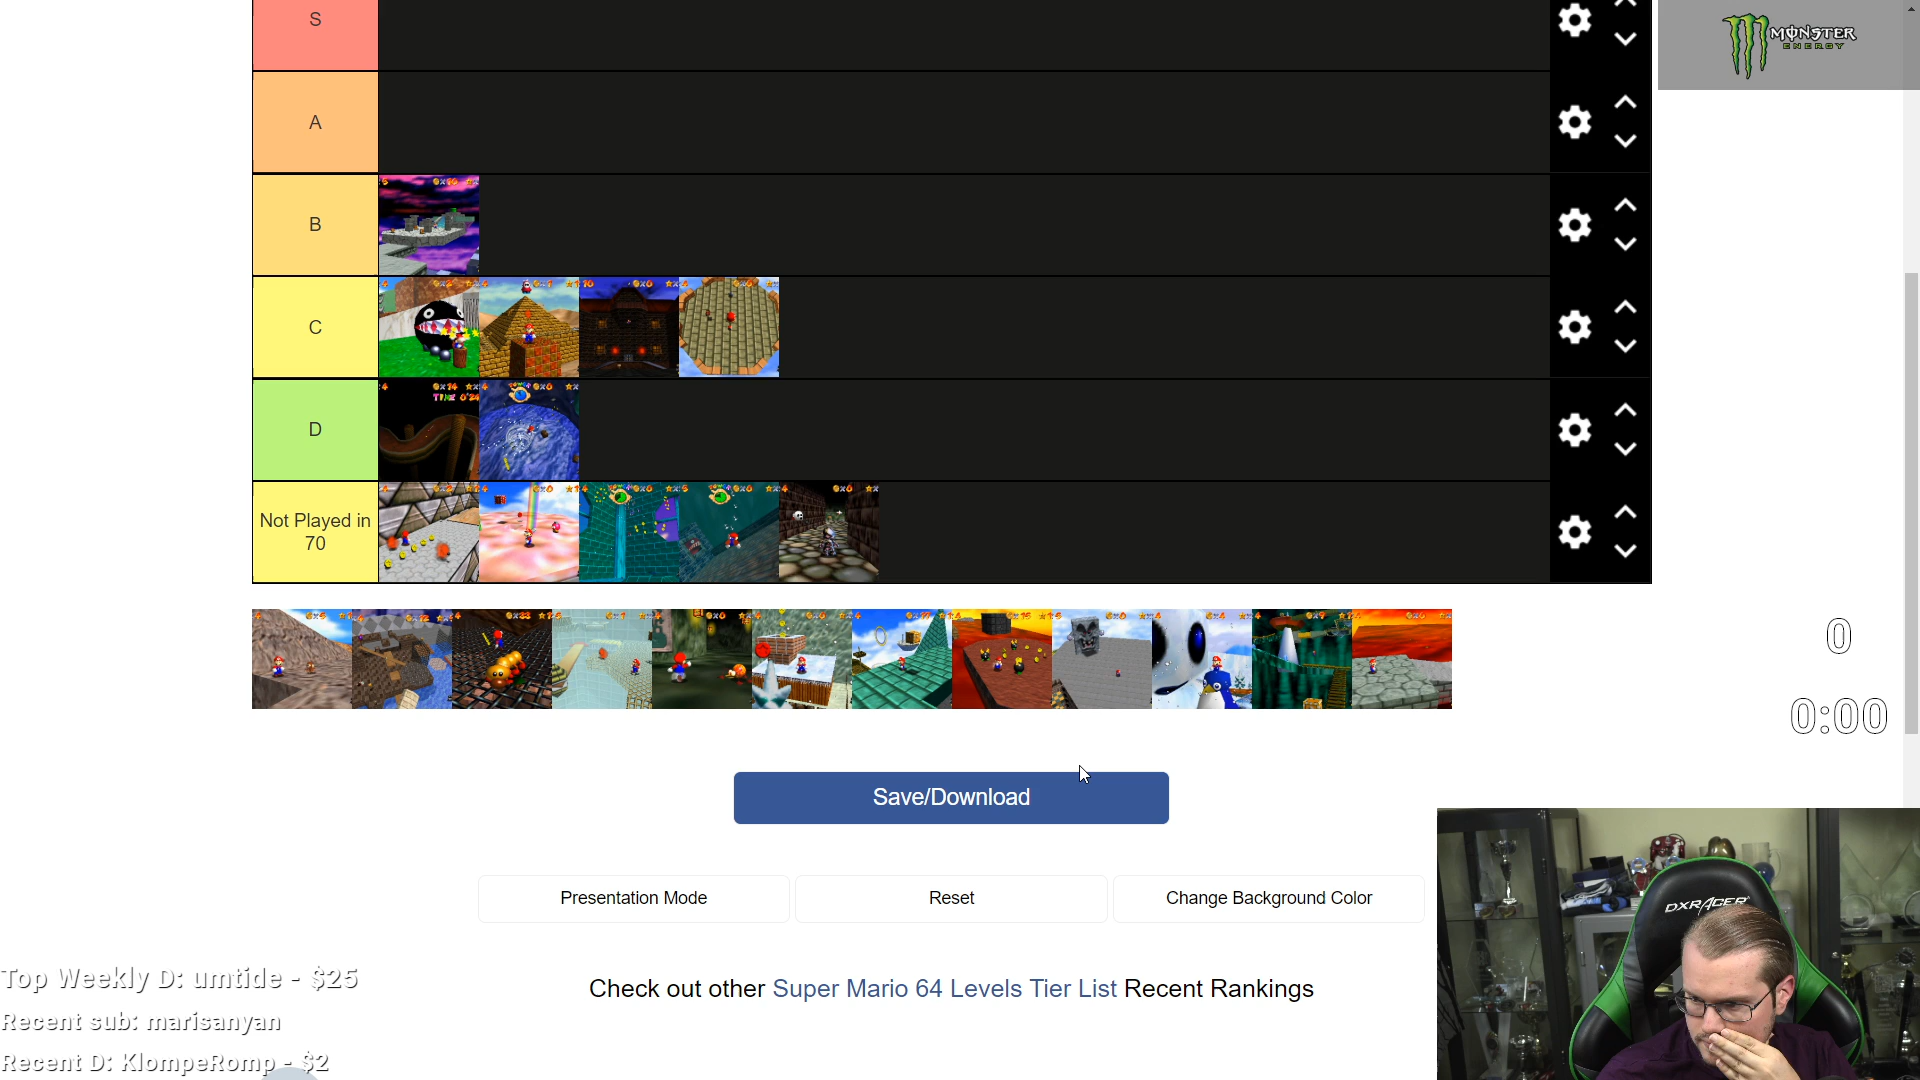 S
MONSTER
ENERGY
A
B
C
D
Not Played in
70
0
0:00
Save/Download
Presentation Mode
Reset
Change Background Color
DXRACER
Top Weekly D: umtide - $25
Recent sub: marisanyan
Recent D: KlompeRomp - $2
Check out other Super Mario 64 Levels Tier List Recent Rankings